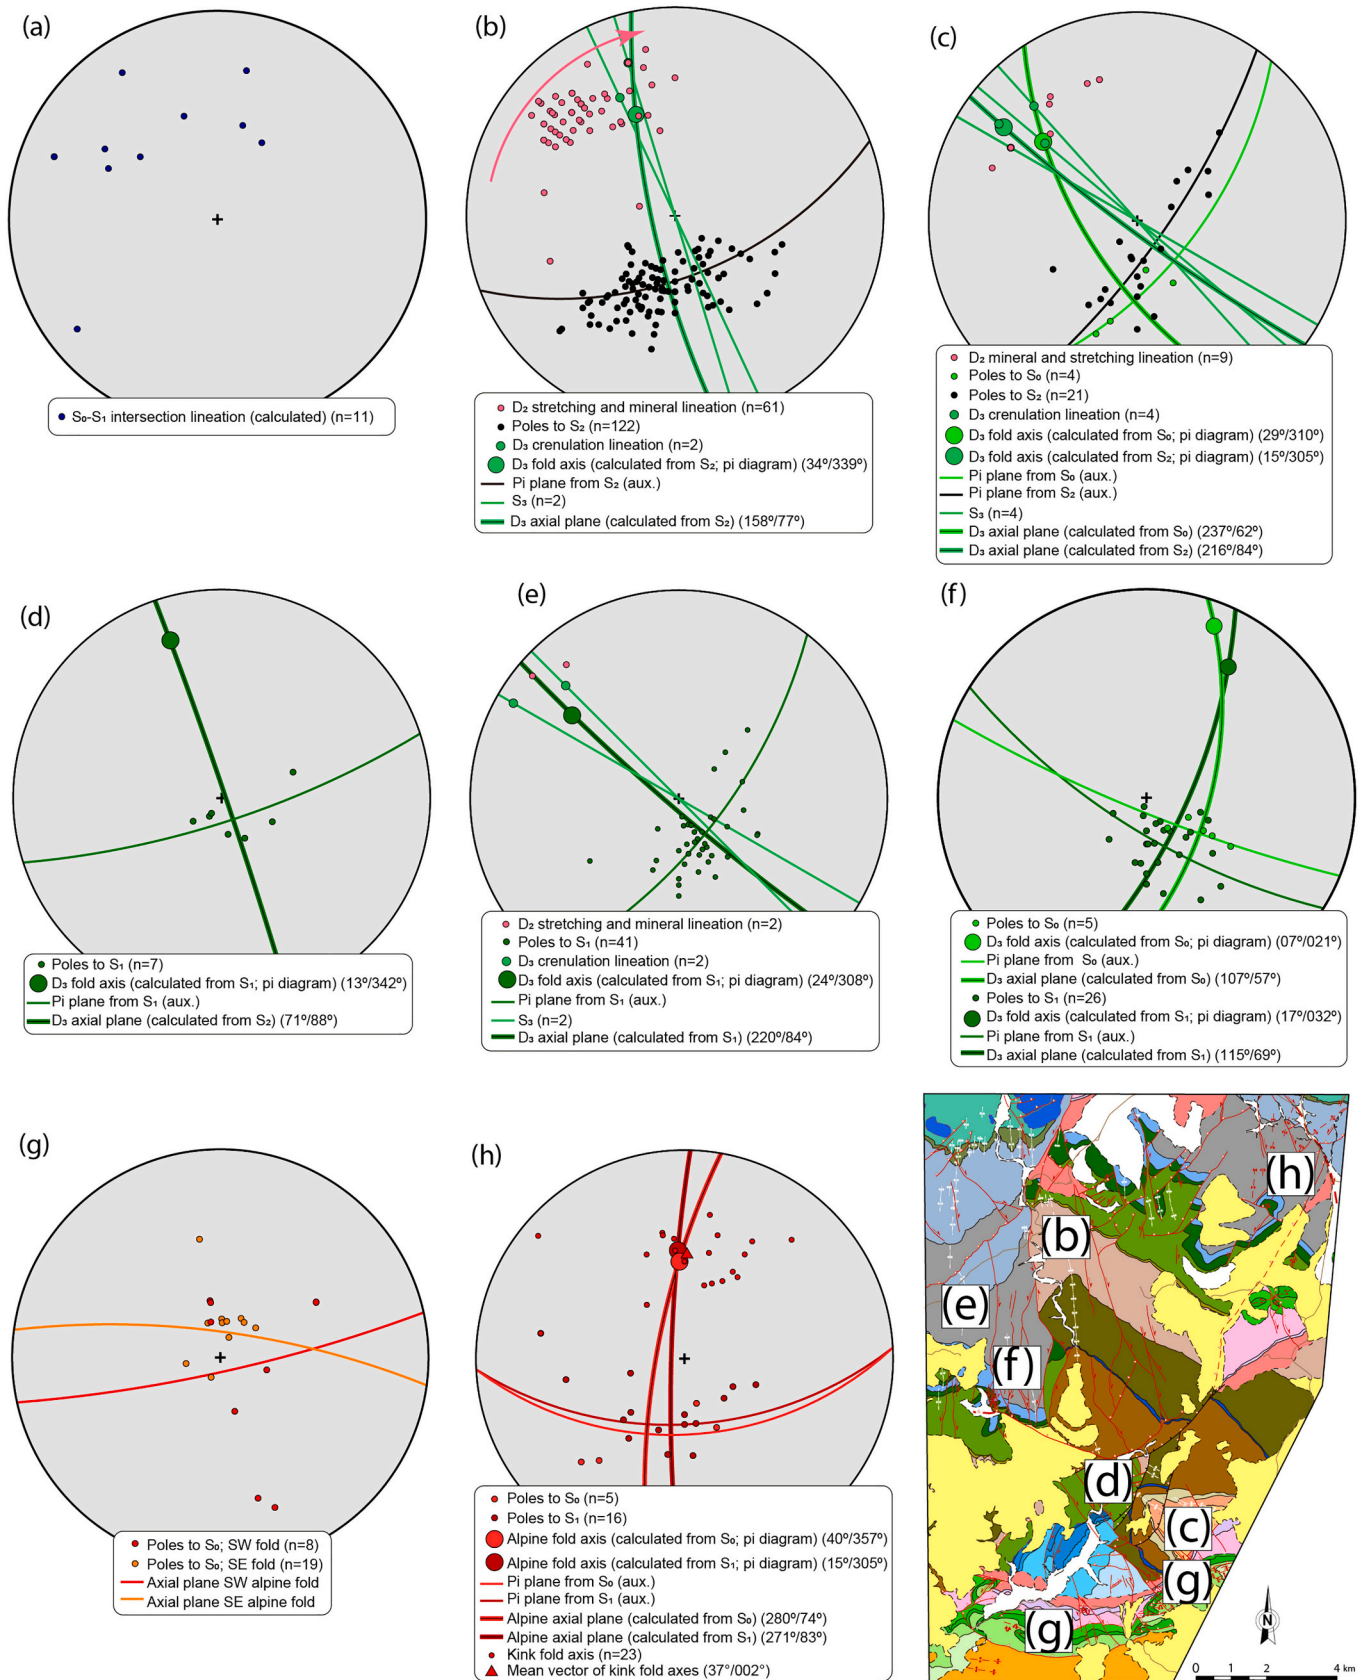 (a)
S₀-S₁ intersection lineation (calculated) (n=11)
(b)
D₂ stretching and mineral lineation (n=61)
Poles to S₂ (n=122)
D₃ crenulation lineation (n=2)
D₃ fold axis (calculated from S₂; pi diagram) (34º/339º)
Pi plane from S₂ (aux.)
S₃ (n=2)
D₃ axial plane (calculated from S₂) (158º/77º)
(c)
D₂ mineral and stretching lineation (n=9)
Poles to S₀ (n=4)
Poles to S₂ (n=21)
D₃ crenulation lineation (n=4)
D₃ fold axis (calculated from S₀; pi diagram) (29º/310º)
D₃ fold axis (calculated from S₂; pi diagram) (15º/305º)
Pi plane from S₀ (aux.)
Pi plane from S₂ (aux.)
S₃ (n=4)
D₃ axial plane (calculated from S₀) (237º/62º)
D₃ axial plane (calculated from S₂) (216º/84º)
(d)
Poles to S₁ (n=7)
D₃ fold axis (calculated from S₁; pi diagram) (13º/342º)
Pi plane from S₁ (aux.)
D₃ axial plane (calculated from S₂) (71º/88º)
(e)
D₂ stretching and mineral lineation (n=2)
Poles to S₁ (n=41)
D₃ crenulation lineation (n=2)
D₃ fold axis (calculated from S₁; pi diagram) (24º/308º)
Pi plane from S₁ (aux.)
S₃ (n=2)
D₃ axial plane (calculated from S₁) (220º/84º)
(f)
Poles to S₀ (n=5)
D₃ fold axis (calculated from S₀; pi diagram) (07º/021º)
Pi plane from S₀ (aux.)
D₃ axial plane (calculated from S₀) (107º/57º)
Poles to S₁ (n=26)
D₃ fold axis (calculated from S₁; pi diagram) (17º/032º)
Pi plane from S₁ (aux.)
D₃ axial plane (calculated from S₁) (115º/69º)
(g)
Poles to S₀; SW fold (n=8)
Poles to S₀; SE fold (n=19)
Axial plane SW alpine fold
Axial plane SE alpine fold
(h)
Poles to S₀ (n=5)
Poles to S₁ (n=16)
Alpine fold axis (calculated from S₀; pi diagram) (40º/357º)
Alpine fold axis (calculated from S₁; pi diagram) (15º/305º)
Pi plane from S₀ (aux.)
Pi plane from S₁ (aux.)
Alpine axial plane (calculated from S₀) (280º/74º)
Alpine axial plane (calculated from S₁) (271º/83º)
Kink fold axis (n=23)
Mean vector of kink fold axes (37°/002°)
(h)
(b)
(e)
(f)
(d)
(c)
(g)
(g)
N
0 1 2 4 km